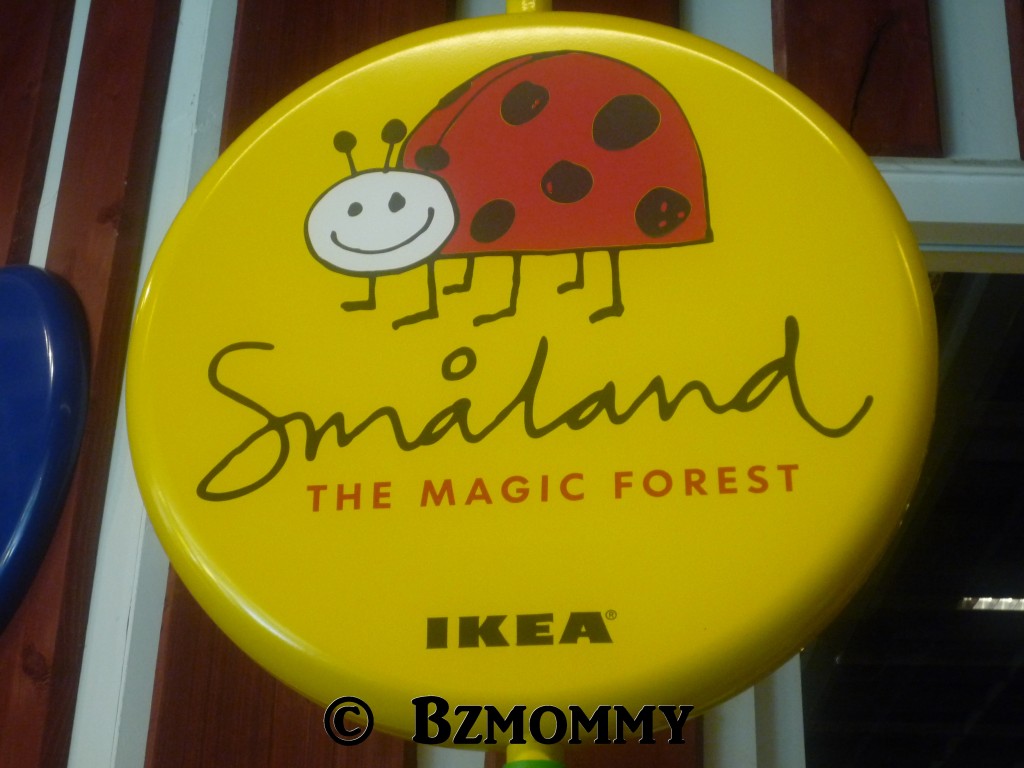 Småland
THE MAGIC FOREST
IKEA®
© BZMOMMY